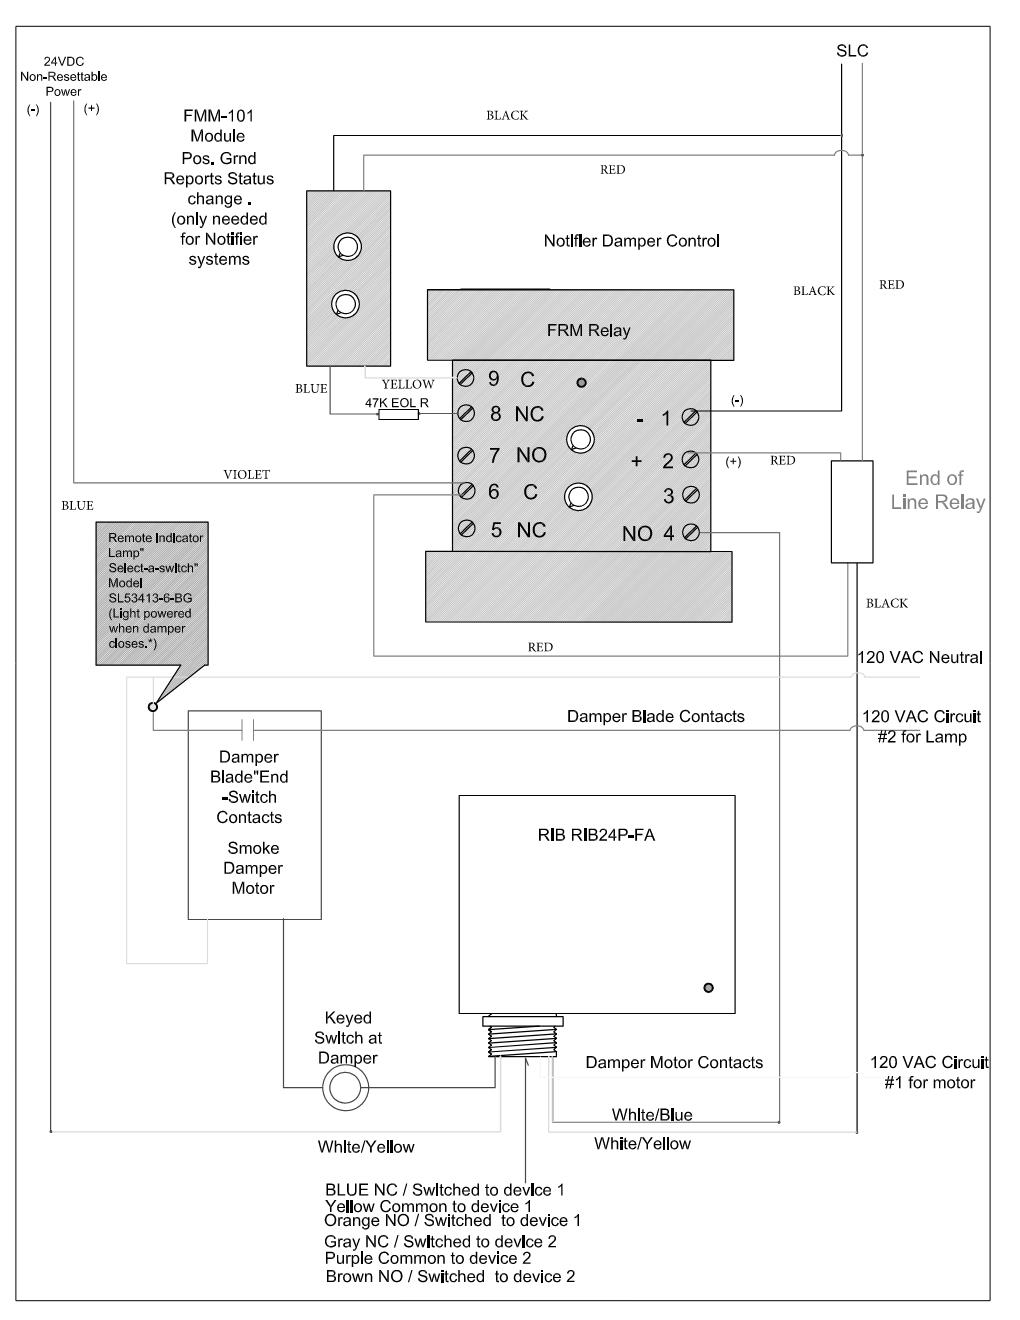 SLC
24VDC
Non-Resettable
Power
(-)
(+)
FMM-101
Module
Pos. Grnd
Reports Status
change .
(only needed
for Notifier
systems
BLACK
RED
Notifier Damper Control
BLACK
RED
FRM Relay
BLUE
YELLOW
47K EOL R
9 C
8 NC
7 NO
6 C
5 NC
- 1
+ 2
3
NO 4
(-)
(+)
RED
End of
Line Relay
VIOLET
BLUE
Remote Indicator
Lamp"
Select-a-switch"
Model
SL53413-6-BG
(Light powered
when damper
closes.*)
BLACK
RED
120 VAC Neutral
Damper Blade Contacts
120 VAC Circuit
#2 for Lamp
Damper
Blade"End
-Switch
Contacts
Smoke
Damper
Motor
RIB RIB24P-FA
Keyed
Switch at
Damper
Damper Motor Contacts
120 VAC Circuit
#1 for motor
White/Blue
White/Yellow
White/Yellow
BLUE NC / Switched to device 1
Yellow Common to device 1
Orange NO / Switched to device 1
Gray NC / Switched to device 2
Purple Common to device 2
Brown NO / Switched to device 2